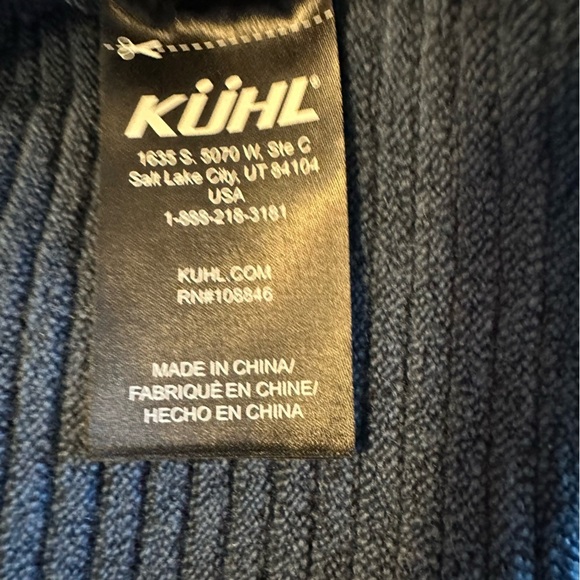 KÜHL®
1635 S. 5070 W, Ste C
Salt Lake City, UT 84104
USA
1-888-218-3181
KUHL.COM
RN#108846
MADE IN CHINA/
FABRIQUÈ EN CHINE/
HECHO EN CHINA